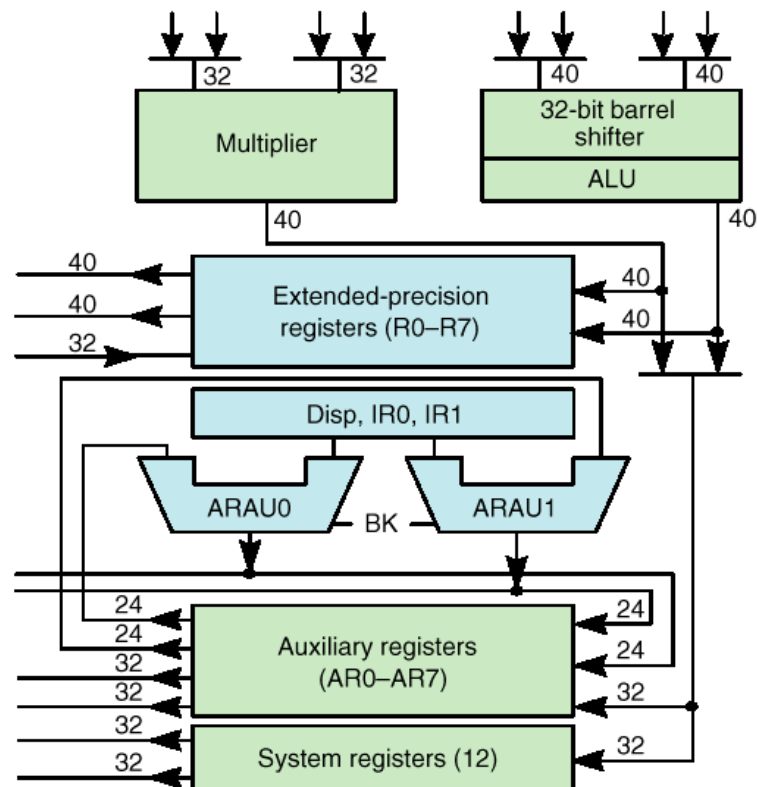 32
32
40
40
Multiplier
32-bit barrel
shifter
ALU
40
40
40
40
32
Extended-precision
registers (R0–R7)
40
40
Disp, IR0, IR1
ARAU0
BK
ARAU1
24
24
32
32
Auxiliary registers
(AR0–AR7)
24
24
32
32
32
System registers (12)
32